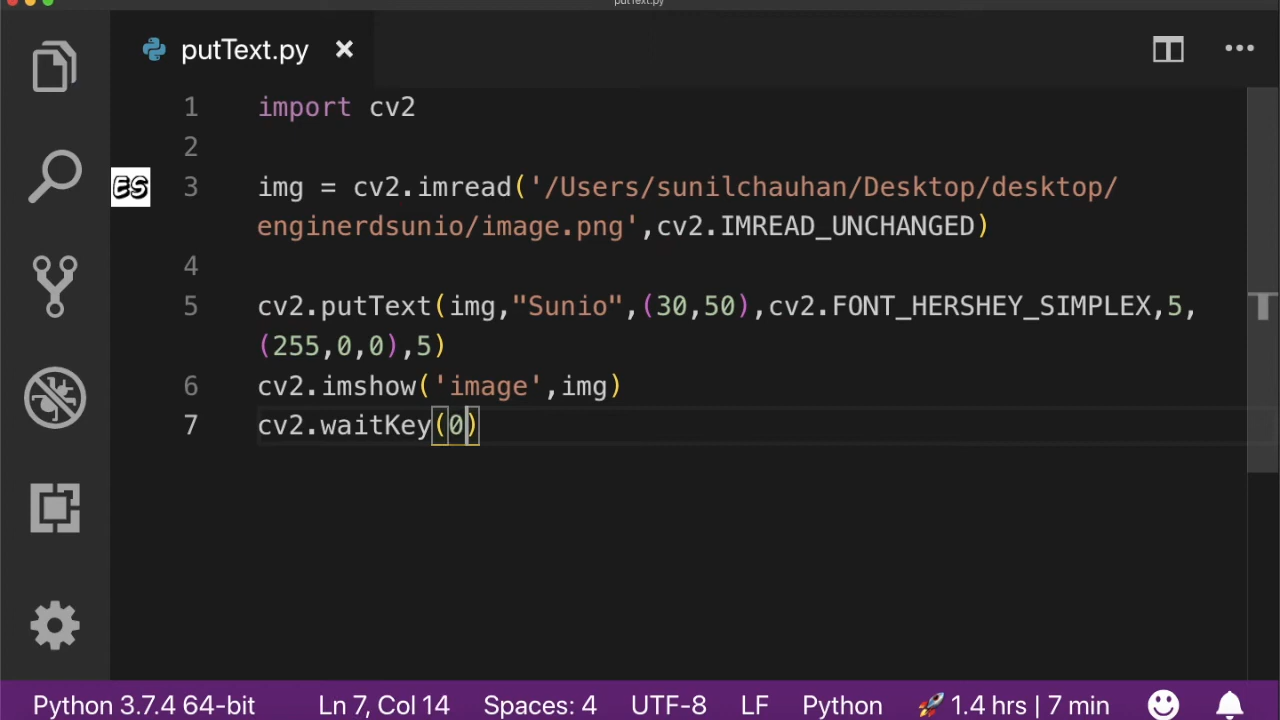 putText.py
putText.py
1 import cv2
2
ES
3 img = cv2.imread('/Users/sunilchauhan/Desktop/desktop/
enginerdsunio/image.png',cv2.IMREAD_UNCHANGED)
4
5 cv2.putText(img,"Sunio",(30,50),cv2.FONT_HERSHEY_SIMPLEX,5,
(255,0,0),5)
6 cv2.imshow('image',img)
7 cv2.waitKey(0)
Python 3.7.4 64-bit Ln 7, Col 14 Spaces: 4 UTF-8 LF Python 🚀 1.4 hrs | 7 min